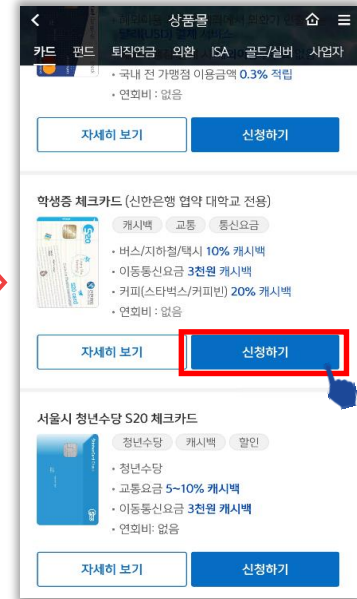 상품몰
카드 펀드 퇴직연금 외환 ISA 골드/실버 사업자
• 국내 전 가맹점 이용금액 0.3% 적립
• 연회비 : 없음
자세히 보기 신청하기
학생증 체크카드 (신한은행 협약 대학교 전용)
캐시백 교통 통신요금
• 버스/지하철/택시 10% 캐시백
• 이동통신요금 3천원 캐시백
• 커피(스타벅스/커피빈) 20% 캐시백
• 연회비 : 없음
자세히 보기 신청하기
서울시 청년수당 S20 체크카드
청년수당 캐시백 할인
• 청년수당
• 교통요금 5~10% 캐시백
• 이동통신요금 3천원 캐시백
• 연회비: 없음
자세히 보기 신청하기